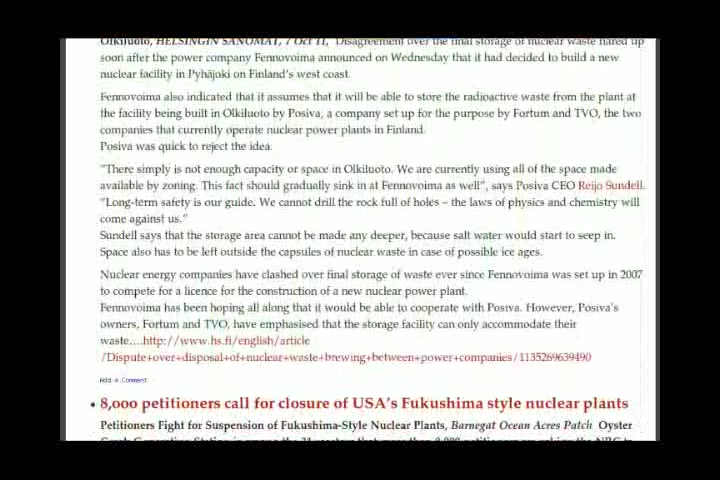 Olkiluoto, HELSINGIN SANOMAT, 7 Oct 11, Disagreement over the final storage of nuclear waste flared up
soon after the power company Fennovoima announced on Wednesday that it had decided to build a new
nuclear facility in Pyhäjoki on Finland's west coast.
Fennovoima also indicated that it assumes that it will be able to store the radioactive waste from the plant at
the facility being built in Olkiluoto by Posiva, a company set up for the purpose by Fortum and TVO, the two
companies that currently operate nuclear power plants in Finland.
Posiva was quick to reject the idea.
"There simply is not enough capacity or space in Olkiluoto. We are currently using all of the space made
available by zoning. This fact should gradually sink in at Fennovoima as well", says Posiva CEO Reijo Sundell.
"Long-term safety is our guide. We cannot drill the rock full of holes – the laws of physics and chemistry will
come against us."
Sundell says that the storage area cannot be made any deeper, because salt water would start to seep in.
Space also has to be left outside the capsules of nuclear waste in case of possible ice ages.
Nuclear energy companies have clashed over final storage of waste ever since Fennovoima was set up in 2007
to compete for a licence for the construction of a new nuclear power plant.
Fennovoima has been hoping all along that it would be able to cooperate with Posiva. However, Posiva's
owners, Fortum and TVO, have emphasised that the storage facility can only accommodate their
waste....http://www.hs.fi/english/article
/Dispute+over+disposal+of+nuclear+waste+brewing+between+power+companies/1135269639490
Add a Comment
• 8,000 petitioners call for closure of USA's Fukushima style nuclear plants
Petitioners Fight for Suspension of Fukushima-Style Nuclear Plants, Barnegat Ocean Acres Patch Oyster